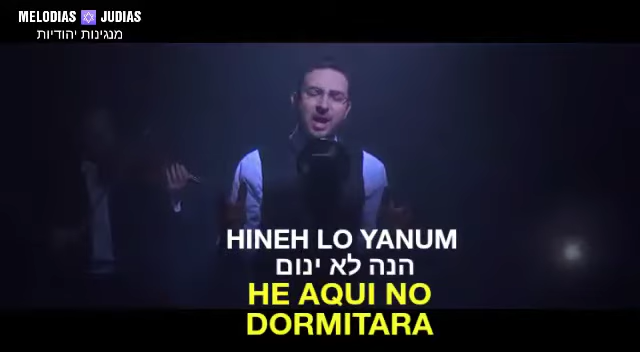 MELODIAS ✡ JUDIAS
מנגינות יהודיות
HINEH LO YANUM
הנה לא ינום
HE AQUI NO
DORMITARA